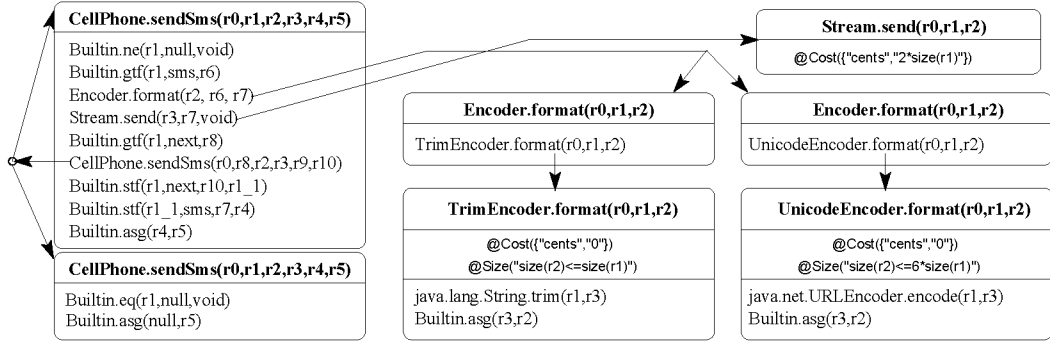 CellPhone.sendSms(r0,r1,r2,r3,r4,r5)
Builtin.ne(r1,null,void)
Builtin.gtf(r1,sms,r6)
Encoder.format(r2, r6, r7)
Stream.send(r3,r7,void)
Builtin.gtf(r1,next,r8)
CellPhone.sendSms(r0,r8,r2,r3,r9,r10)
Builtin.stf(r1,next,r10,r1_1)
Builtin.stf(r1_1,sms,r7,r4)
Builtin.asg(r4,r5)
CellPhone.sendSms(r0,r1,r2,r3,r4,r5)
Builtin.eq(r1,null,void)
Builtin.asg(null,r5)
Stream.send(r0,r1,r2)
@Cost({"cents","2*size(r1)"})
Encoder.format(r0,r1,r2)
TrimEncoder.format(r0,r1,r2)
Encoder.format(r0,r1,r2)
UnicodeEncoder.format(r0,r1,r2)
TrimEncoder.format(r0,r1,r2)
@Cost({"cents","0"})
@Size("size(r2)<=size(r1)")
java.lang.String.trim(r1,r3)
Builtin.asg(r3,r2)
UnicodeEncoder.format(r0,r1,r2)
@Cost({"cents","0"})
@Size("size(r2)<=6*size(r1)")
java.net.URLEncoder.encode(r1,r3)
Builtin.asg(r3,r2)